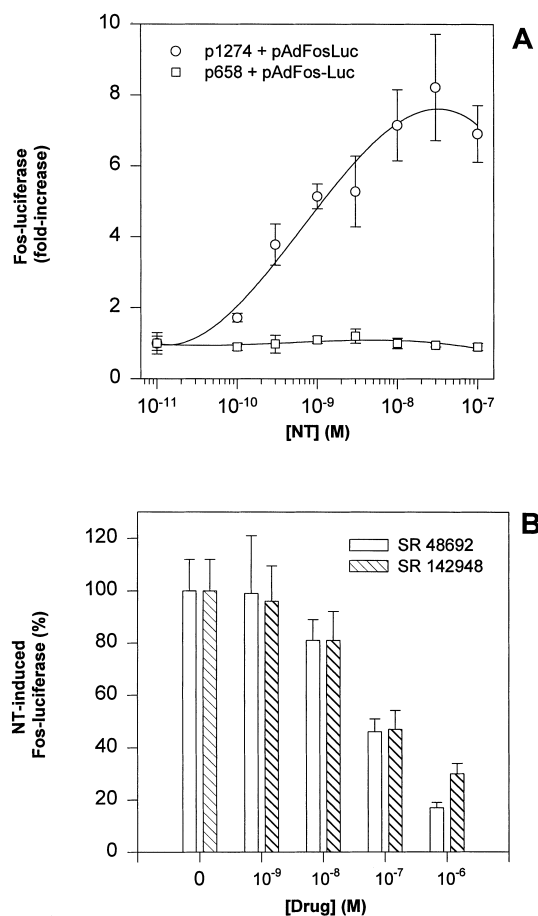 A
10
8
6
4
2
0
Fos-luciferase
(fold-increase)
p1274 + pAdFosLuc
p658 + pAdFos-Luc
10-11 10-10 10-9 10-8 10-7
[NT] (M)
B
120
100
80
60
40
20
0
NT-induced
Fos-luciferase (%)
SR 48692
SR 142948
0 10-9 10-8 10-7 10-6
[Drug] (M)